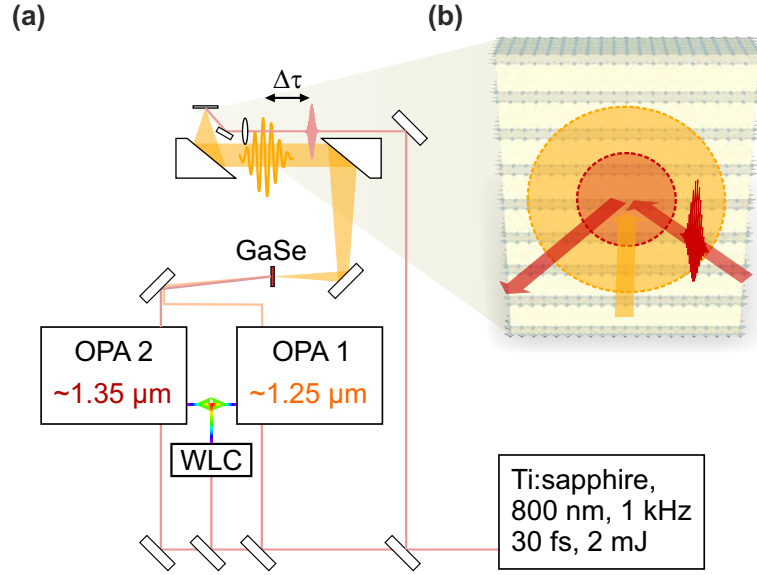 (a)
(b)
Δτ
GaSe
OPA 2
~1.35 µm
OPA 1
~1.25 µm
WLC
Ti:sapphire,
800 nm, 1 kHz
30 fs, 2 mJ